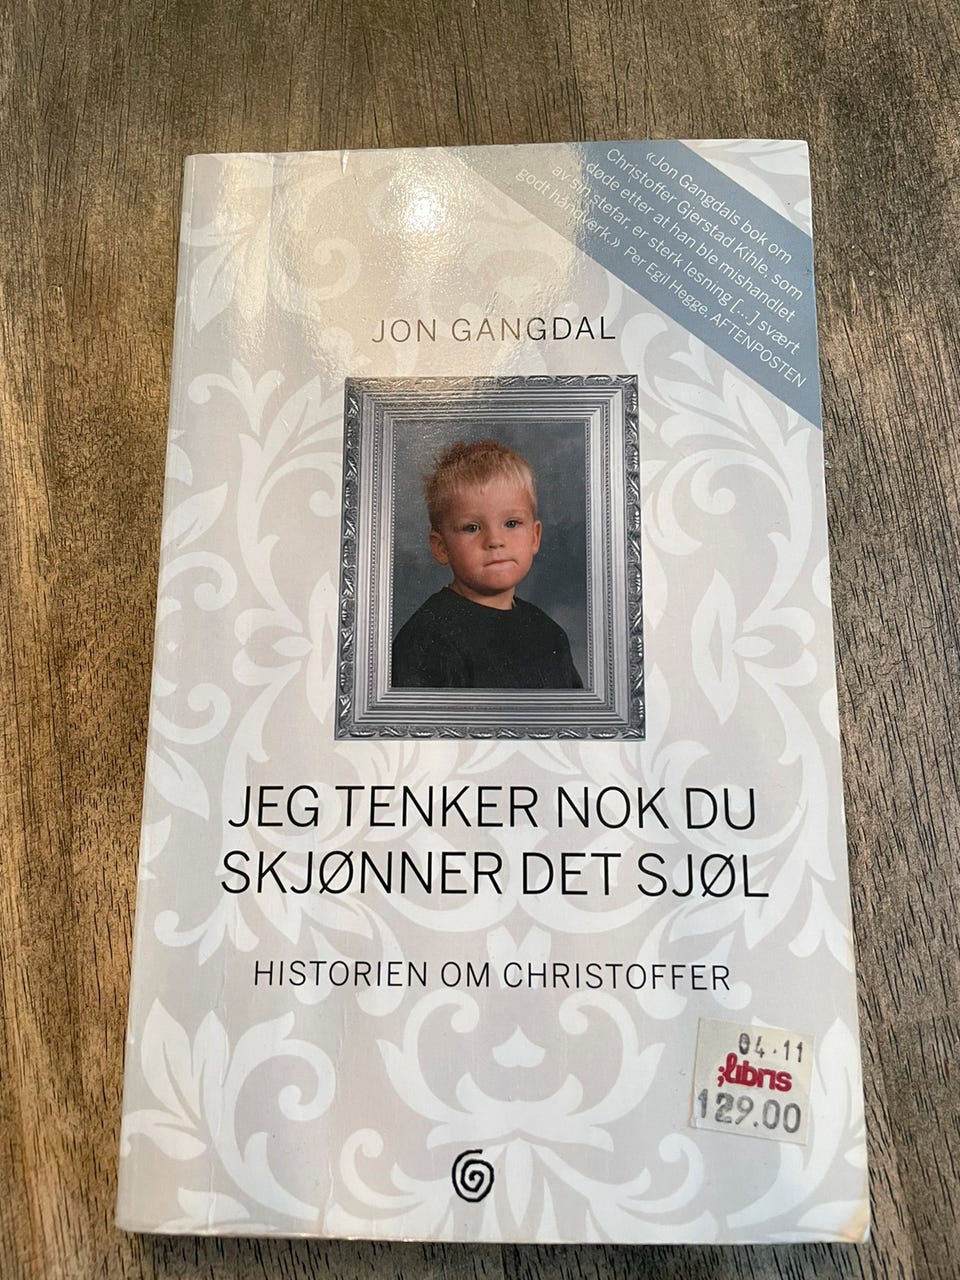 «Jon Gangdals bok om
Christoffer Gjerstad Kihle, som
døde etter at han ble mishandlet
av sin stefar, er sterk lesning [...] svært
godt håndverk.» Per Egil Hegge, AFTENPOSTEN
JON GANGDAL
JEG TENKER NOK DU
SKJØNNER DET SJØL
HISTORIEN OM CHRISTOFFER
04.11
;libris
129.00